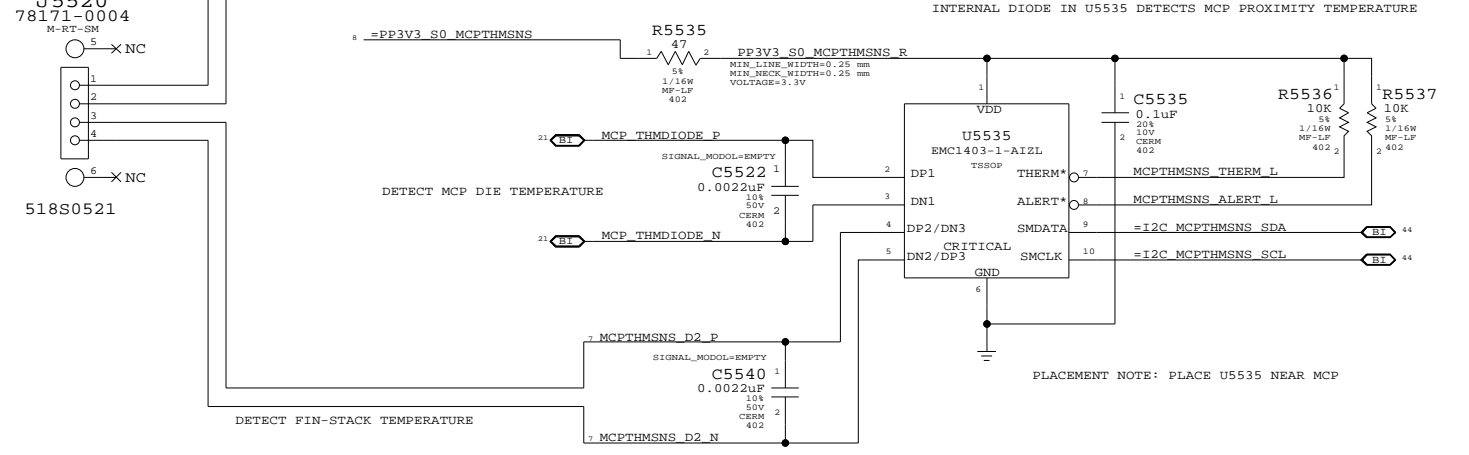 J5520
78171-0004
M-RT-SM
5 NC
1
2
3
4
6 NC
518S0521
INTERNAL DIODE IN U5535 DETECTS MCP PROXIMITY TEMPERATURE
8 =PP3V3_S0_MCPTHMSNS
R5535
47
1 2
5%
1/16W
MF-LF
402
PP3V3_S0_MCPTHMSNS_R
MIN_LINE_WIDTH=0.25 mm
MIN_NECK_WIDTH=0.25 mm
VOLTAGE=3.3V
21 BI MCP_THMDIODE_P
SIGNAL_MODOL=EMPTY
C5522 1
0.0022uF
10%
50V
CERM 2
402
DETECT MCP DIE TEMPERATURE
21 BI MCP_THMDIODE_N
1
VDD
U5535
EMC1403-1-AIZL
TSSOP
2 DP1
3 DN1
4 DP2/DN3
5 DN2/DP3
CRITICAL
THERM* 7
ALERT* 8
SMDATA 9
SMCLK 10
GND
6
1 C5535
0.1uF
20%
2 10V
CERM
402
R5536 1
10K
5%
1/16W
MF-LF
402 2
1 R5537
10K
5%
1/16W
MF-LF
2 402
MCPTHMSNS_THERM_L
MCPTHMSNS_ALERT_L
=I2C_MCPTHMSNS_SDA BI 44
=I2C_MCPTHMSNS_SCL BI 44
PLACEMENT NOTE: PLACE U5535 NEAR MCP
7 MCPTHMSNS_D2_P
SIGNAL_MODOL=EMPTY
C5540 1
0.0022uF
10%
50V
CERM 2
402
DETECT FIN-STACK TEMPERATURE
7 MCPTHMSNS_D2_N